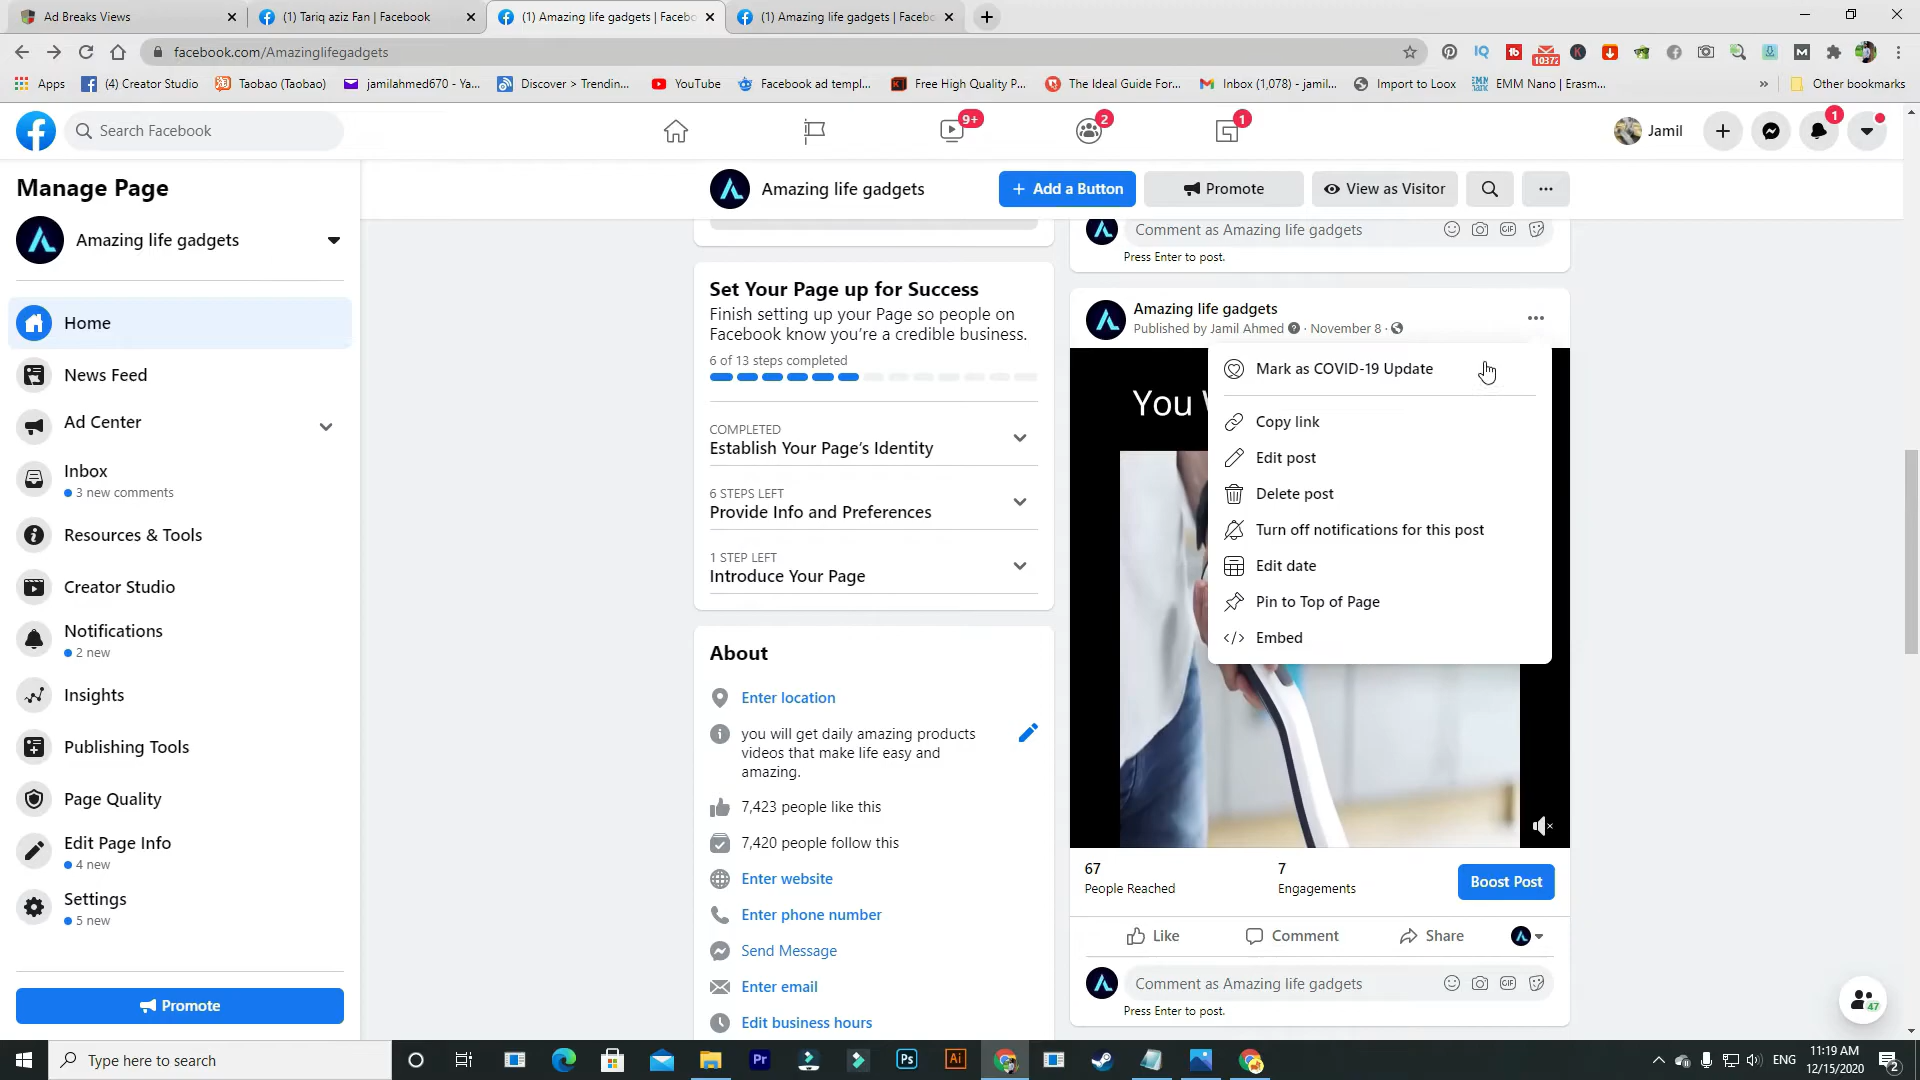 Ad Breaks Views
(1) Tariq aziz Fan | Facebook
(1) Amazing life gadgets | Facebo
(1) Amazing life gadgets | Facebo
facebook.com/Amazinglifegadgets
10372
Apps
(4) Creator Studio
Taobao (Taobao)
jamilahmed670 - Ya...
Discover > Trendin...
YouTube
Facebook ad templ...
Free High Quality P...
The Ideal Guide For...
Inbox (1,078) - jamil...
Import to Loox
EMM Nano | Erasm...
»
Other bookmarks
Search Facebook
9+
2
1
Jamil
1
Manage Page
Amazing life gadgets
Home
News Feed
Ad Center
Inbox
3 new comments
Resources & Tools
Creator Studio
Notifications
2 new
Insights
Publishing Tools
Page Quality
Edit Page Info
4 new
Settings
5 new
Promote
Amazing life gadgets
+ Add a Button
Promote
View as Visitor
Set Your Page up for Success
Finish setting up your Page so people on
Facebook know you're a credible business.
6 of 13 steps completed
COMPLETED
Establish Your Page's Identity
6 STEPS LEFT
Provide Info and Preferences
1 STEP LEFT
Introduce Your Page
About
Enter location
you will get daily amazing products
videos that make life easy and
amazing.
7,423 people like this
7,420 people follow this
Enter website
Enter phone number
Send Message
Enter email
Edit business hours
Comment as Amazing life gadgets
GIF
Press Enter to post.
Amazing life gadgets
Published by Jamil Ahmed · November 8 ·
You
Mark as COVID-19 Update
Copy link
Edit post
Delete post
Turn off notifications for this post
Edit date
Pin to Top of Page
</> Embed
67
People Reached
7
Engagements
Boost Post
Like
Comment
Share
Comment as Amazing life gadgets
GIF
Press Enter to post.
47
Type here to search
Pr
Ps
Ai
ENG
11:19 AM
12/15/2020
2